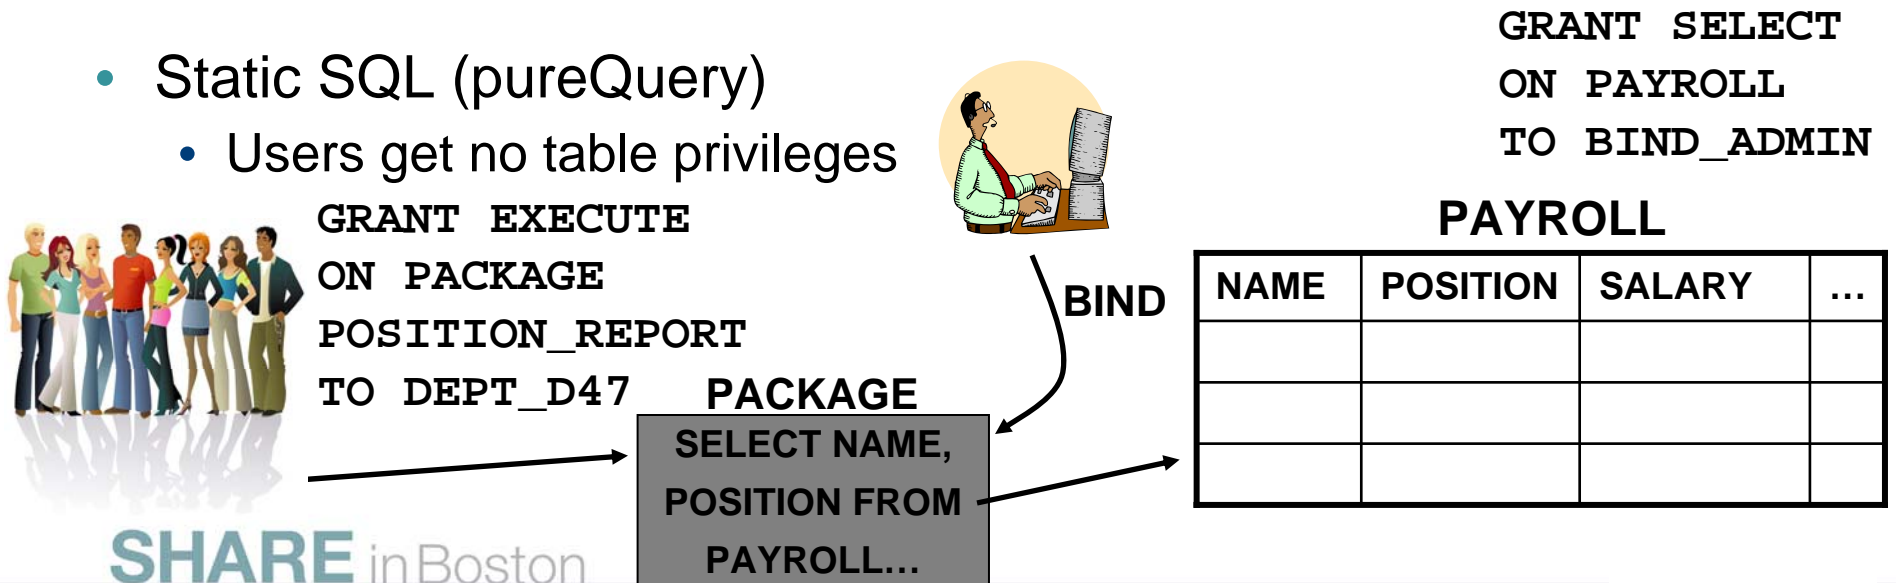 • Static SQL (pureQuery)
• Users get no table privileges
GRANT EXECUTE
ON PACKAGE
POSITION_REPORT
TO DEPT_D47
PACKAGE
SELECT NAME,
POSITION FROM
PAYROLL…
BIND
GRANT SELECT
ON PAYROLL
TO BIND_ADMIN
PAYROLL
NAME POSITION SALARY …
SHARE in Boston